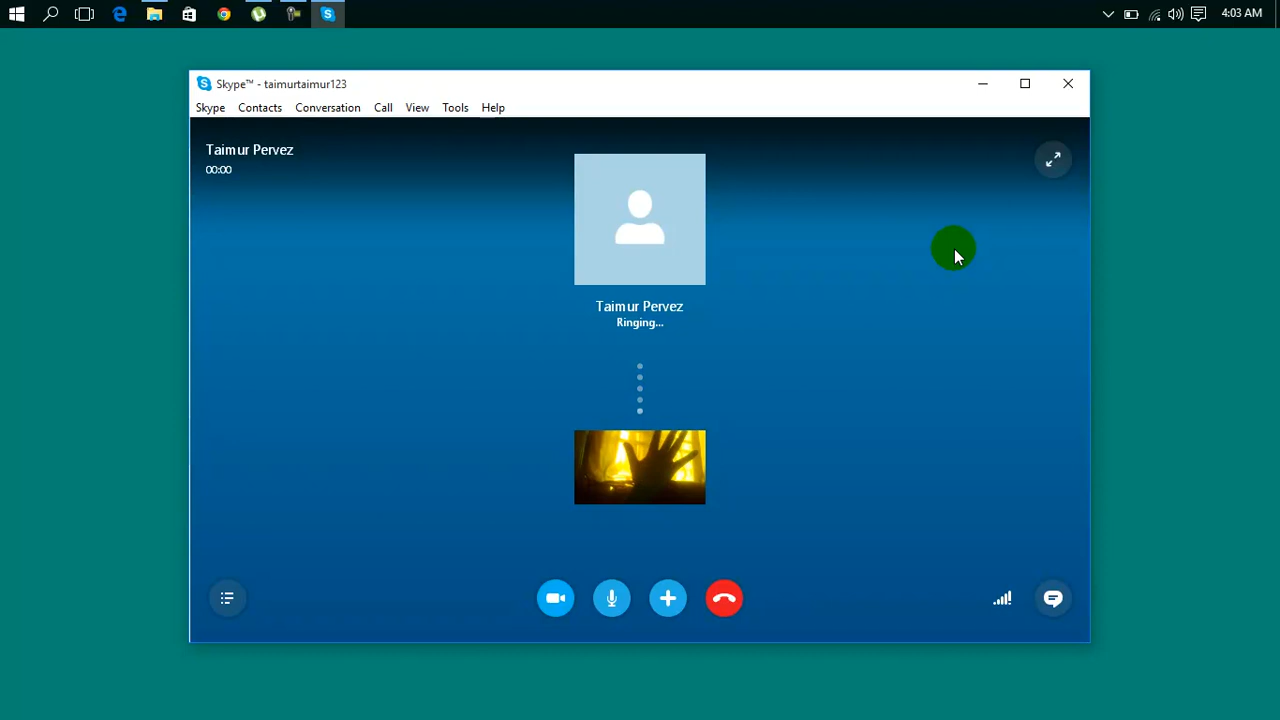 4:03 AM
Skype™ - taimurtaimur123
Skype Contacts Conversation Call View Tools Help
Taimur Pervez
00:00
Taimur Pervez
Ringing...